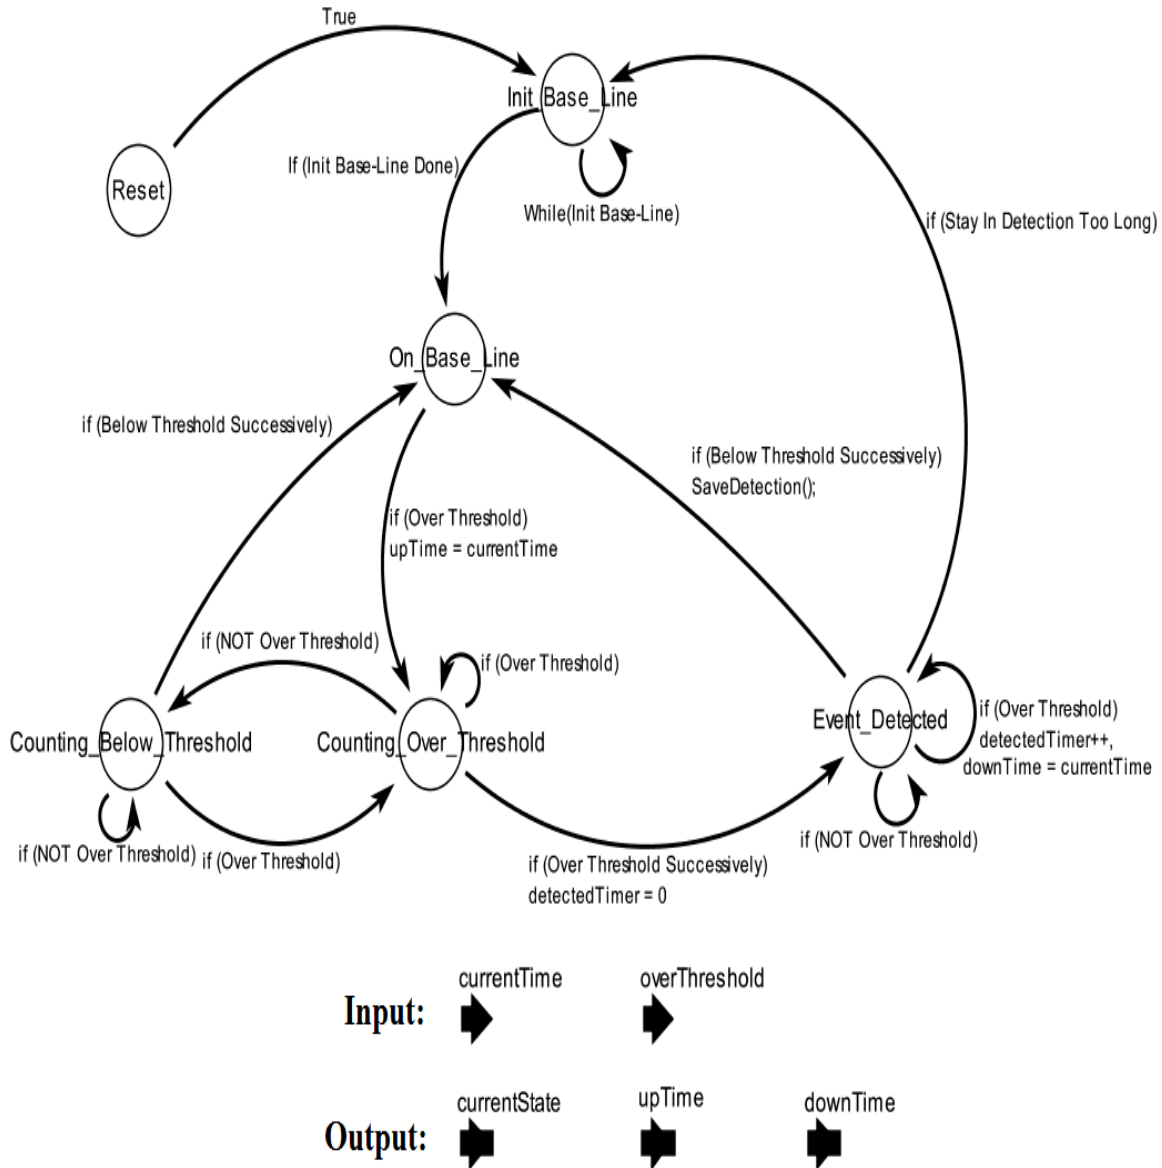 True
Init_Base_Line
If (Init Base-Line Done)
Reset
While(Init Base-Line)
if (Stay In Detection Too Long)
On_Base_Line
if (Below Threshold Successively)
if (Below Threshold Successively)
SaveDetection();
if (Over Threshold)
upTime = currentTime
if (NOT Over Threshold)
if (Over Threshold)
Counting_Below_Threshold
Counting_Over_Threshold
Event_Detected
if (Over Threshold)
detectedTimer++,
downTime = currentTime
if (NOT Over Threshold)
if (Over Threshold)
if (NOT Over Threshold)
if (Over Threshold Successively)
detectedTimer = 0
currentTime
overThreshold
Input:
currentState
upTime
downTime
Output: